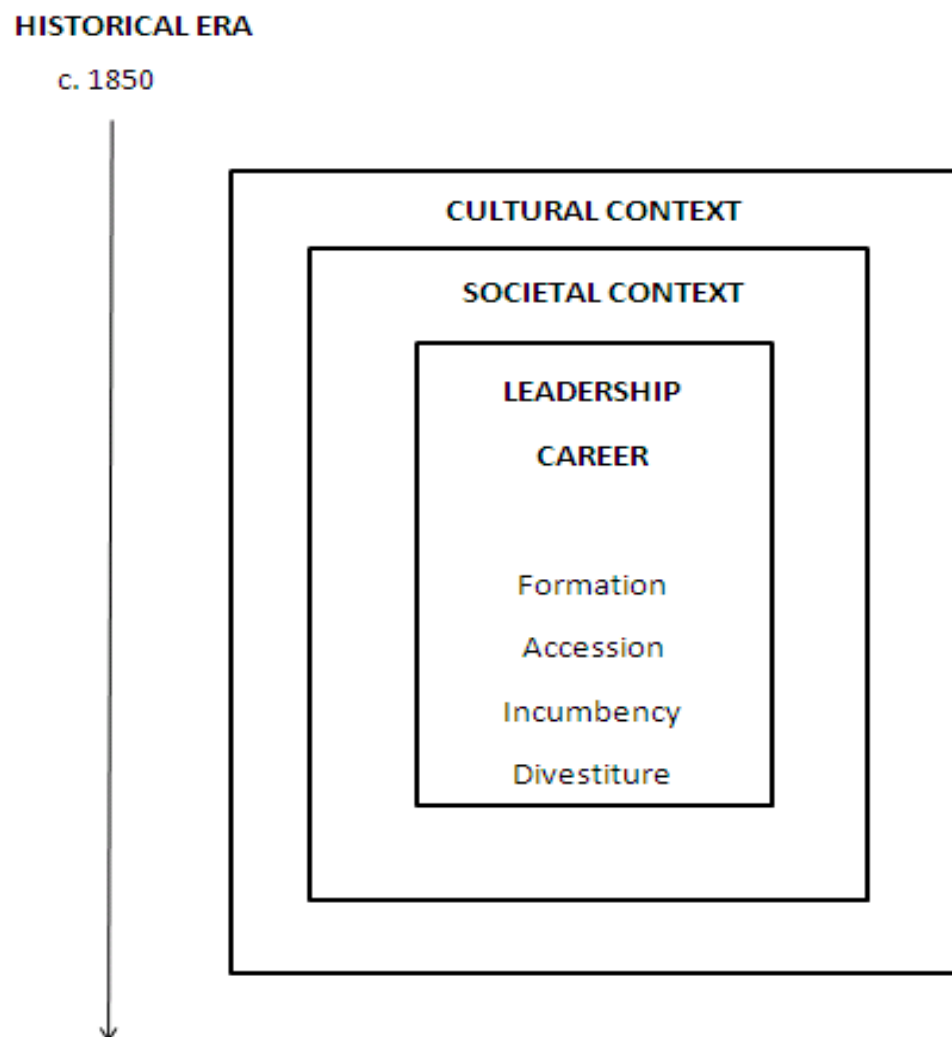 HISTORICAL ERA
c. 1850
CULTURAL CONTEXT
SOCIETAL CONTEXT
LEADERSHIP
CAREER
Formation
Accession
Incumbency
Divestiture